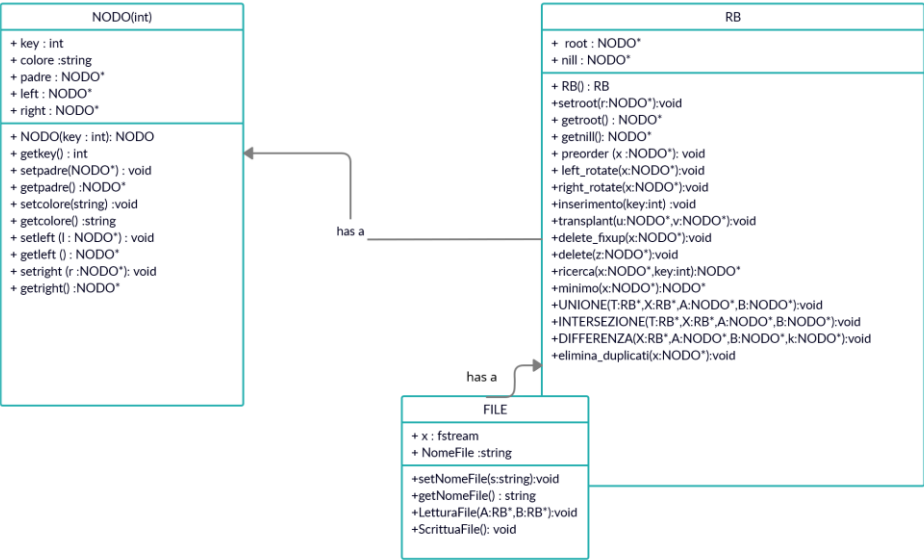 NODO(int)
+ key : int
+ colore :string
+ padre : NODO*
+ left : NODO*
+ right : NODO*
+ NODO(key : int): NODO
+ getkey() : int
+ setpadre(NODO*) : void
+ getpadre() :NODO*
+ setcolore(string) :void
+ getcolore() :string
+ setleft (l : NODO*) : void
+ getleft () : NODO*
+ setright (r :NODO*): void
+ getright() :NODO*
has a
RB
+ root : NODO*
+ nill : NODO*
+ RB() : RB
+setroot(r:NODO*):void
+ getroot() : NODO*
+ getnill(): NODO*
+ preorder (x :NODO*): void
+ left_rotate(x:NODO*):void
+right_rotate(x:NODO*):void
+inserimento(key:int) :void
+transplant(u:NODO*,v:NODO*):void
+delete_fixup(x:NODO*):void
+delete(z:NODO*):void
+ricerca(x:NODO*,key:int):NODO*
+minimo(x:NODO*):NODO*
+UNIONE(T:RB*,X:RB*,A:NODO*,B:NODO*):void
+INTERSEZIONE(T:RB*,X:RB*,A:NODO*,B:NODO*):void
+DIFFERENZA(X:RB*,A:NODO*,B:NODO*,k:NODO*):void
+elimina_duplicati(x:NODO*):void
has a
FILE
+ x : fstream
+ NomeFile :string
+setNomeFile(s:string):void
+getNomeFile() : string
+LetturaFile(A:RB*,B:RB*):void
+ScrittuaFile(): void